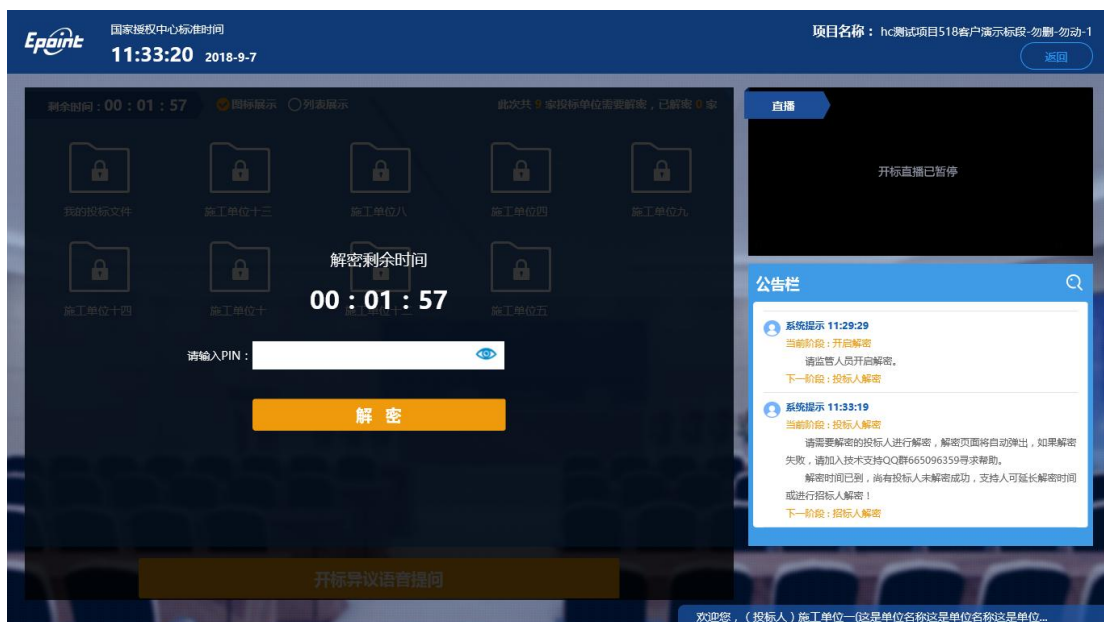 Epoint
国家授权中心标准时间
11:33:20 2018-9-7
项目名称：hc测试项目518客户演示标段-勿删-勿动-1
返回
剩余时间：00：01：57 图标展示 列表展示 此次共 9 家投标单位需要解密，已解密 0 家
直播
开标直播已暂停
我的投标文件 施工单位十三 施工单位八 施工单位四 施工单位九
解密剩余时间
00：01：57
施工单位十四 施工单位十 施工单位十二 施工单位五
请输入PIN：
解 密
开标异议语音提问
公告栏
系统提示 11:29:29
当前阶段：开启解密
请监管人员开启解密。
下一阶段：投标人解密
系统提示 11:33:19
当前阶段：投标人解密
请需要解密的投标人进行解密，解密页面将自动弹出，如果解密
失败，请加入技术支持QQ群665096359寻求帮助。
解密时间已到，尚有投标人未解密成功，支持人可延长解密时间
或进行招标人解密！
下一阶段：招标人解密
欢迎您，（投标人）施工单位一(这是单位名称这是单位名称这是单位...